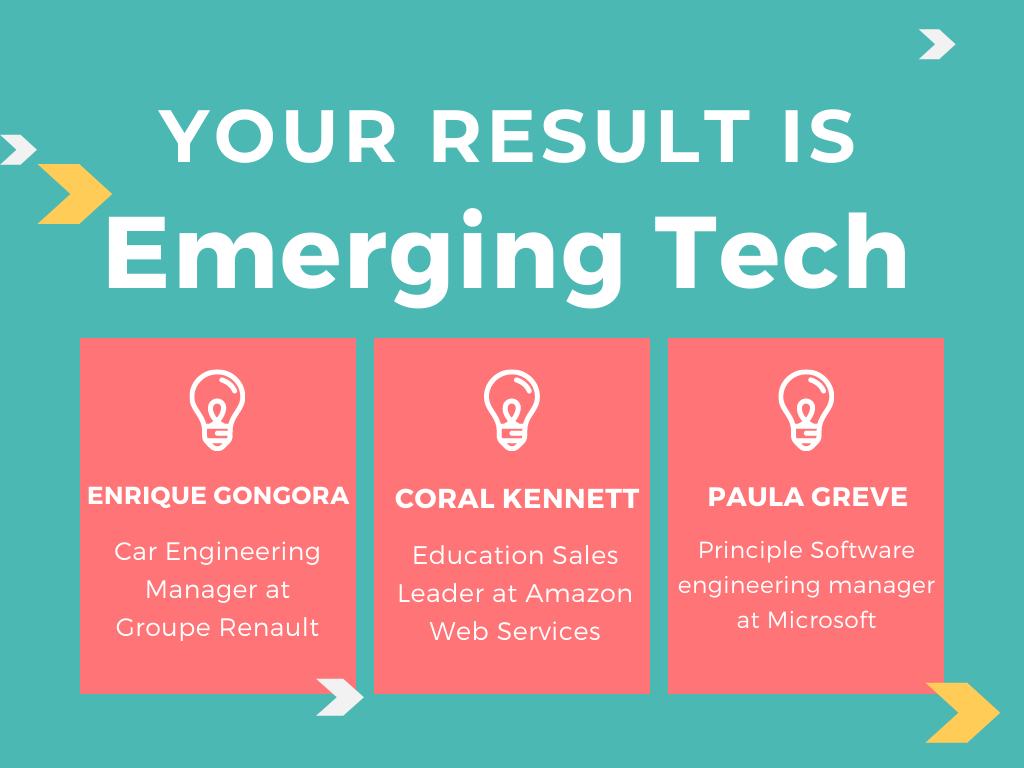 YOUR RESULT IS
Emerging Tech
ENRIQUE GONGORA
Car Engineering
Manager at
Groupe Renault
CORAL KENNETT
Education Sales
Leader at Amazon
Web Services
PAULA GREVE
Principle Software
engineering manager
at Microsoft